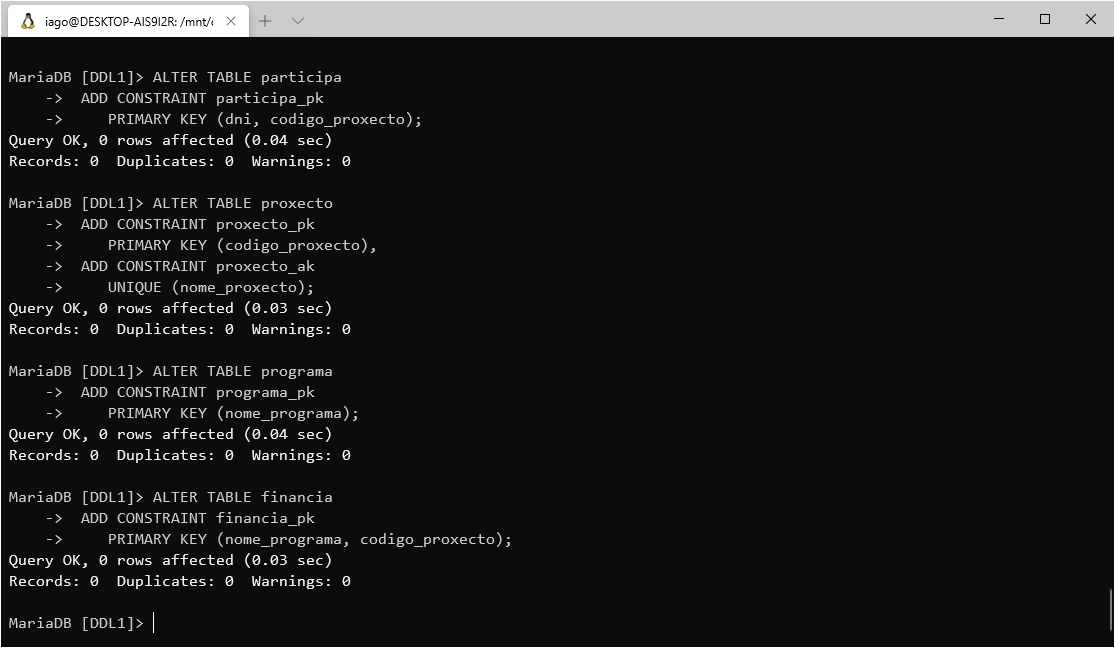 iago@DESKTOP-AIS9I2R: /mnt/
MariaDB [DDL1]> ALTER TABLE participa
    ->  ADD CONSTRAINT participa_pk
    ->     PRIMARY KEY (dni, codigo_proxecto);
Query OK, 0 rows affected (0.04 sec)
Records: 0  Duplicates: 0  Warnings: 0
MariaDB [DDL1]> ALTER TABLE proxecto
    ->  ADD CONSTRAINT proxecto_pk
    ->     PRIMARY KEY (codigo_proxecto),
    ->  ADD CONSTRAINT proxecto_ak
    ->     UNIQUE (nome_proxecto);
Query OK, 0 rows affected (0.03 sec)
Records: 0  Duplicates: 0  Warnings: 0
MariaDB [DDL1]> ALTER TABLE programa
    ->  ADD CONSTRAINT programa_pk
    ->     PRIMARY KEY (nome_programa);
Query OK, 0 rows affected (0.04 sec)
Records: 0  Duplicates: 0  Warnings: 0
MariaDB [DDL1]> ALTER TABLE financia
    ->  ADD CONSTRAINT financia_pk
    ->     PRIMARY KEY (nome_programa, codigo_proxecto);
Query OK, 0 rows affected (0.03 sec)
Records: 0  Duplicates: 0  Warnings: 0
MariaDB [DDL1]>